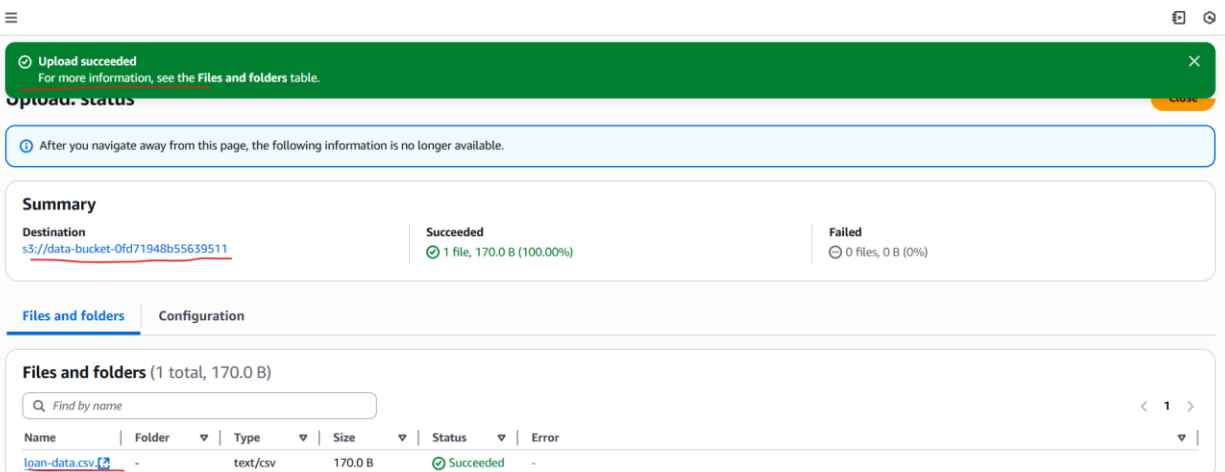 Upload succeeded
For more information, see the Files and folders table.
Upload: status
Close
After you navigate away from this page, the following information is no longer available.
Summary
Destination
Succeeded
Failed
s3://data-bucket-0fd71948b55639511
1 file, 170.0 B (100.00%)
0 files, 0 B (0%)
Files and folders
Configuration
Files and folders (1 total, 170.0 B)
Find by name
1
Name
Folder
Type
Size
Status
Error
loan-data.csv.
-
text/csv
170.0 B
Succeeded
-